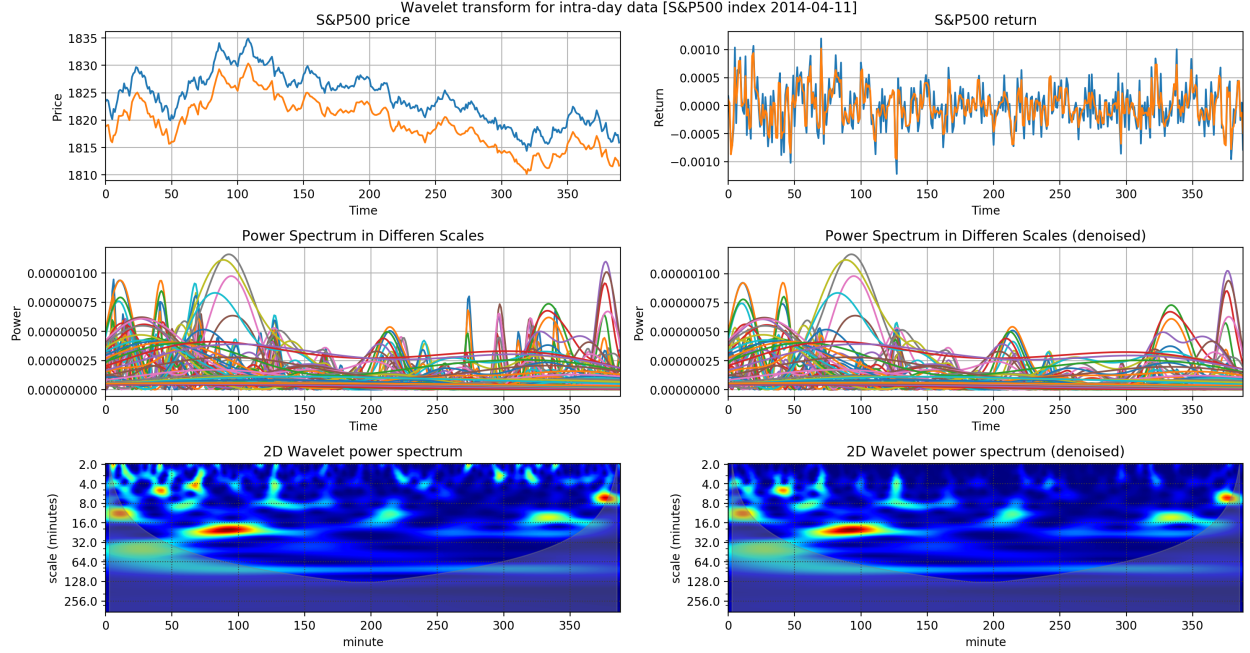 Wavelet transform for intra-day data [S&P500 index 2014-04-11]
S&P500 price
1835
1830
1825
1820
1815
1810
Price
0 50 100 150 200 250 300 350
Time
S&P500 return
0.0010
0.0005
0.0000
−0.0005
−0.0010
Return
0 50 100 150 200 250 300 350
Time
Power Spectrum in Differen Scales
0.00000100
0.00000075
0.00000050
0.00000025
0.00000000
Power
0 50 100 150 200 250 300 350
Time
Power Spectrum in Differen Scales (denoised)
0.00000100
0.00000075
0.00000050
0.00000025
0.00000000
Power
0 50 100 150 200 250 300 350
Time
2D Wavelet power spectrum
2.0
4.0
8.0
16.0
32.0
64.0
128.0
256.0
scale (minutes)
0 50 100 150 200 250 300 350
minute
2D Wavelet power spectrum (denoised)
2.0
4.0
8.0
16.0
32.0
64.0
128.0
256.0
scale (minutes)
0 50 100 150 200 250 300 350
minute